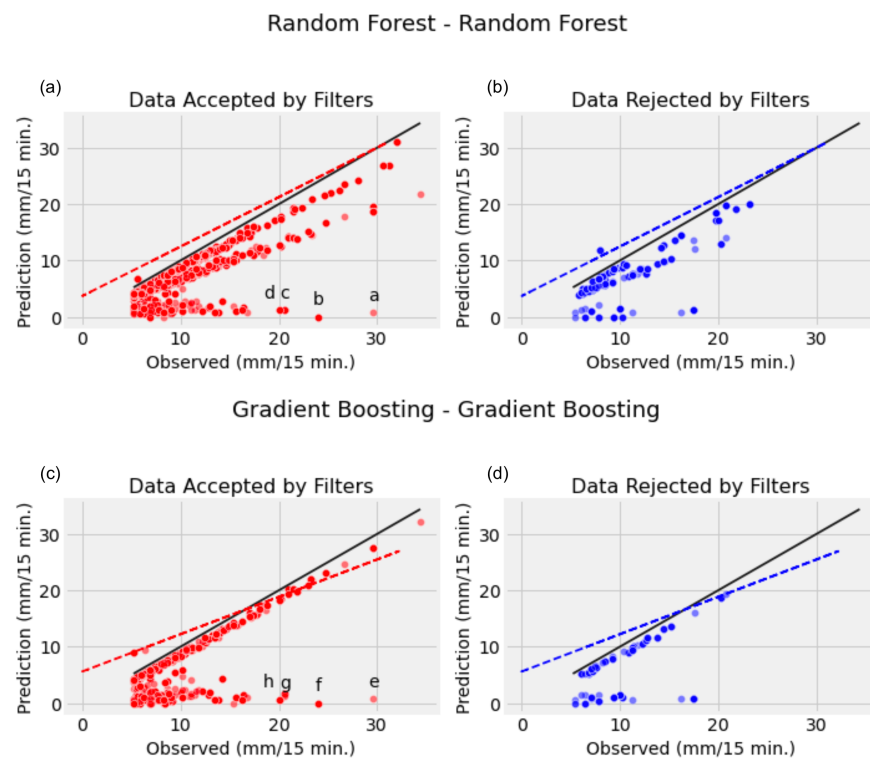 Random Forest - Random Forest
(a)
Data Accepted by Filters
Prediction (mm/15 min.)
30
20
10
0
d c b a
0 10 20 30
Observed (mm/15 min.)
(b)
Data Rejected by Filters
Prediction (mm/15 min.)
30
20
10
0
0 10 20 30
Observed (mm/15 min.)
Gradient Boosting - Gradient Boosting
(c)
Data Accepted by Filters
Prediction (mm/15 min.)
30
20
10
0
h g f e
0 10 20 30
Observed (mm/15 min.)
(d)
Data Rejected by Filters
Prediction (mm/15 min.)
30
20
10
0
0 10 20 30
Observed (mm/15 min.)